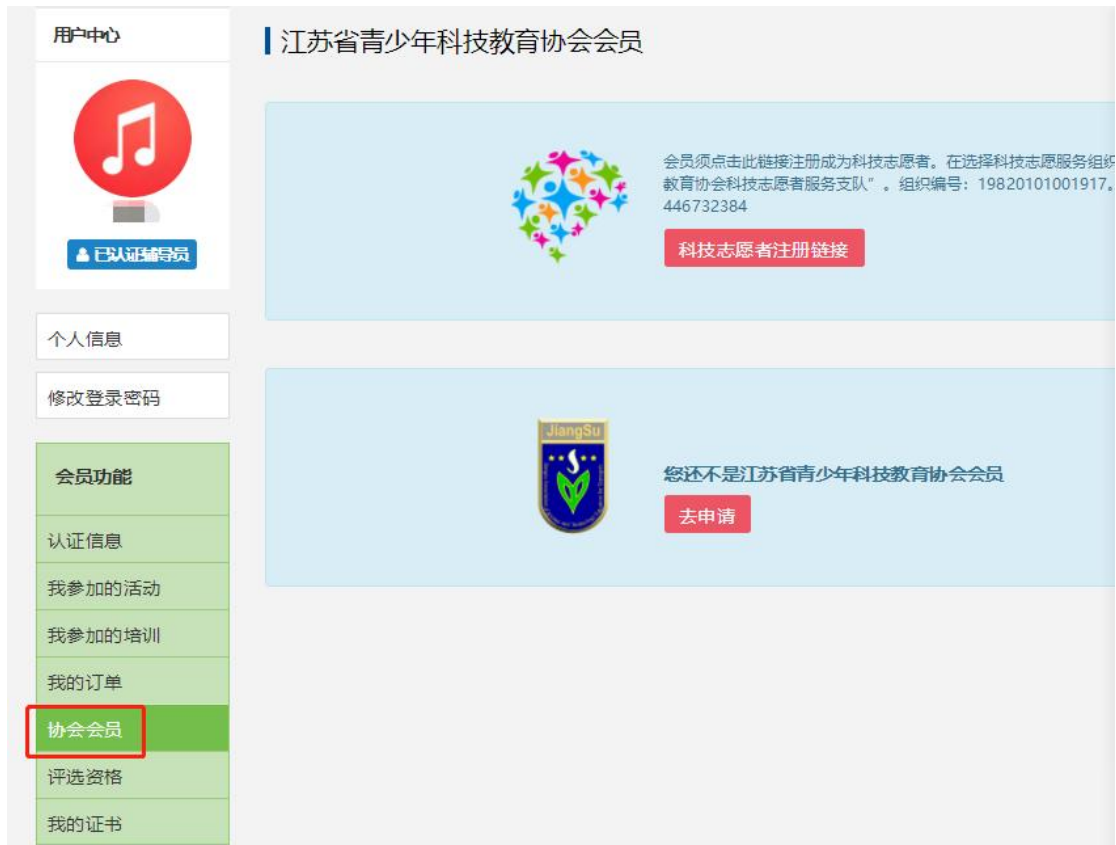 用户中心
已认证辅导员
个人信息
修改登录密码
会员功能
认证信息
我参加的活动
我参加的培训
我的订单
协会会员
评选资格
我的证书
江苏省青少年科技教育协会会员
会员须点击此链接注册成为科技志愿者。在选择科技志愿服务组织
教育协会科技志愿者服务支队”。组织编号：19820101001917。
446732384
科技志愿者注册链接
JiangSu
您还不是江苏省青少年科技教育协会会员
去申请